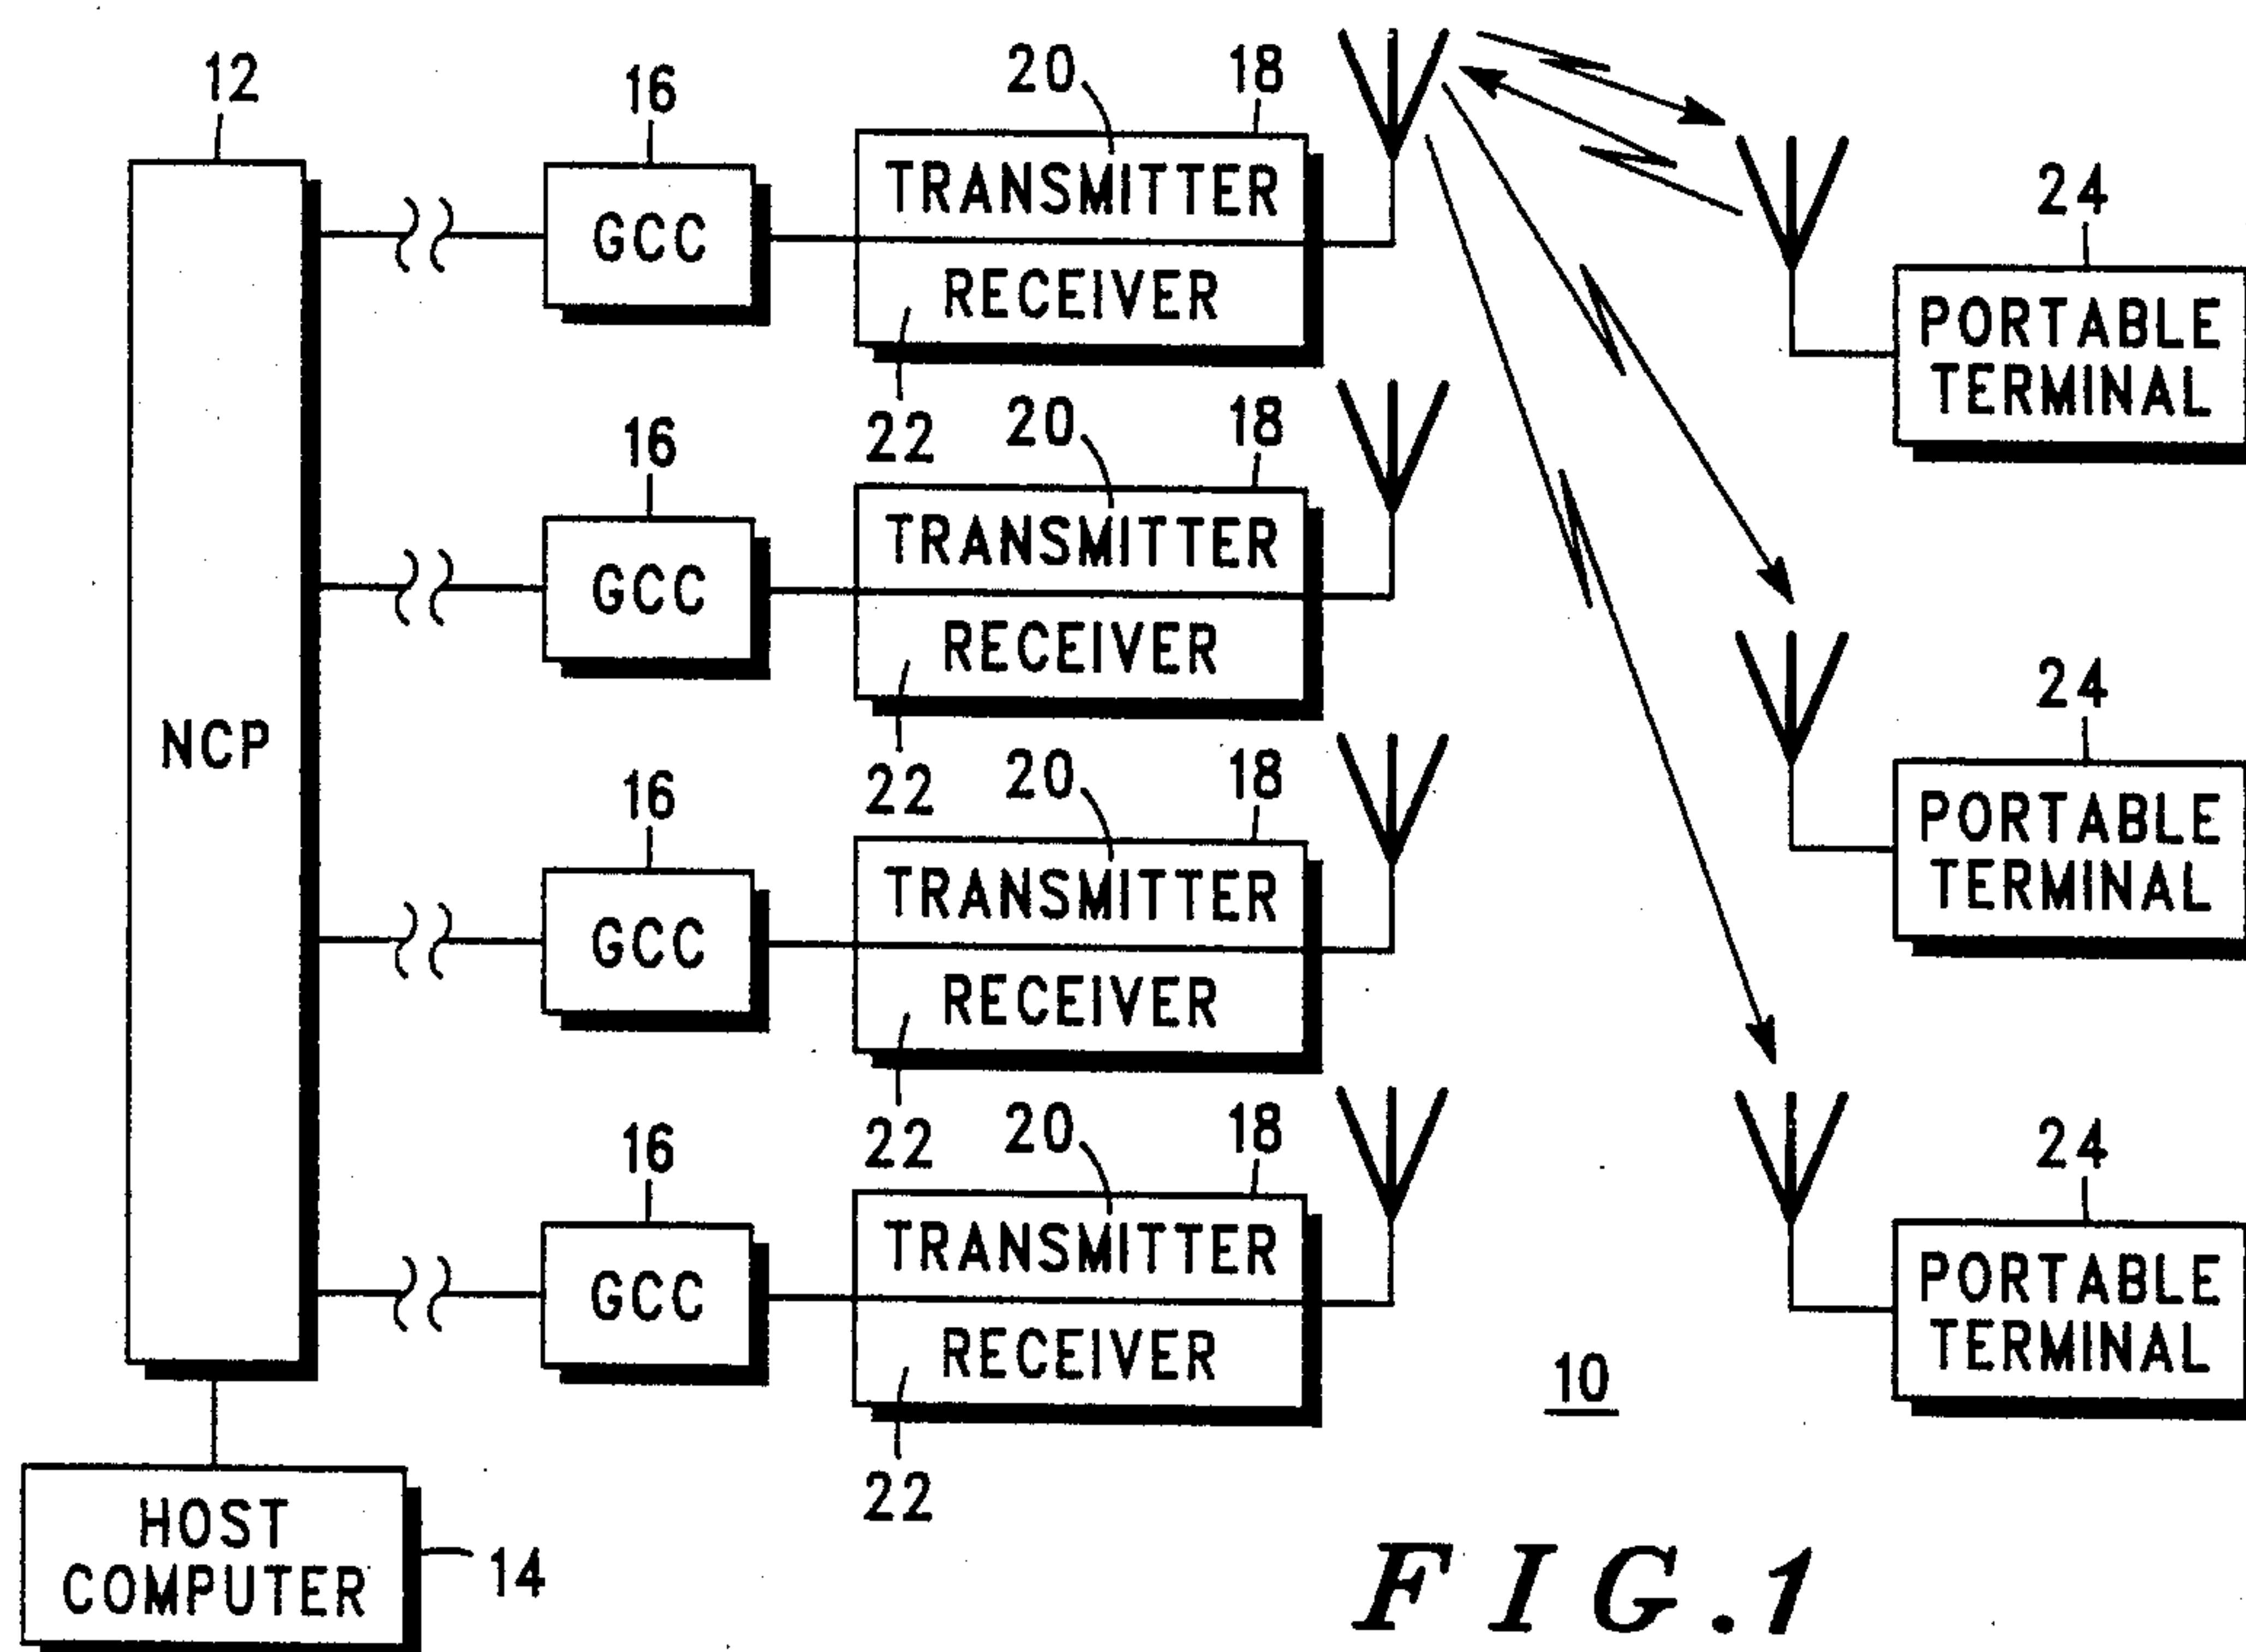 12
16
20
18
TRANSMITTER
GCC
RECEIVER
22
24
PORTABLE
TERMINAL
16
20
18
TRANSMITTER
GCC
RECEIVER
22
24
PORTABLE
TERMINAL
NCP
16
20
18
TRANSMITTER
GCC
RECEIVER
22
24
PORTABLE
TERMINAL
16
20
18
TRANSMITTER
GCC
RECEIVER
22
10
HOST
COMPUTER
14
FIG.1